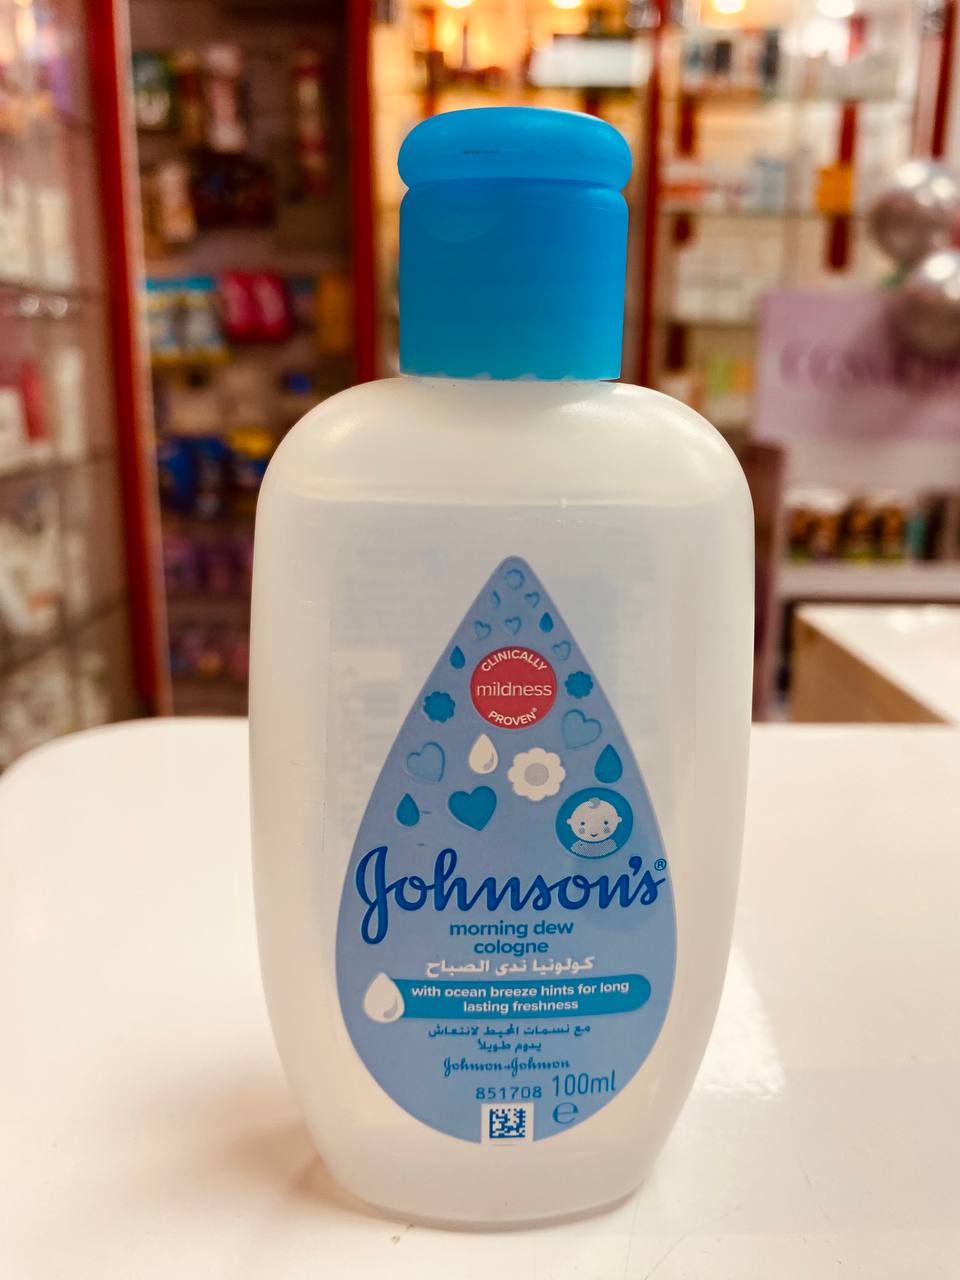 CLINICALLY
mildness
PROVEN
Johnson's®
morning dew
cologne
كولونيا ندى الصباح
with ocean breeze hints for long
lasting freshness
مع نسمات المحيط لانتعاش
يدوم طويلاً
Johnson+Johnson
851708 100ml
e